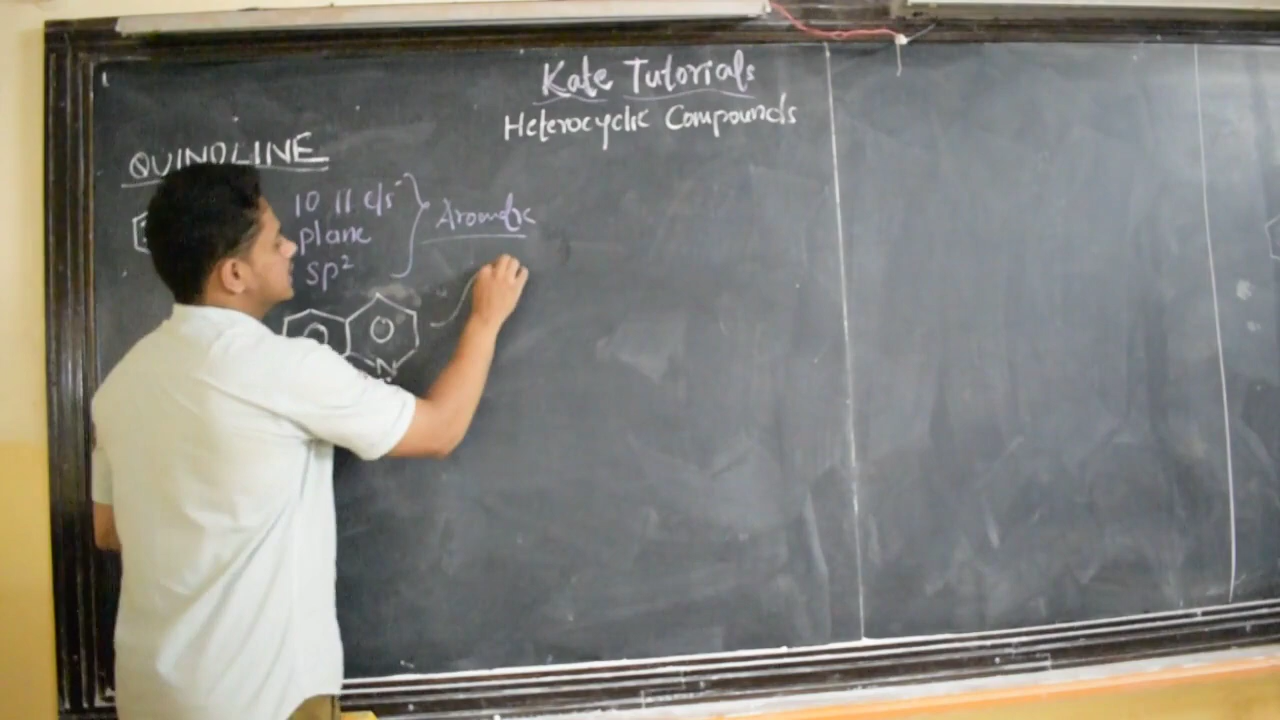 Kate Tutorials
Heterocyclic Compounds
QUINOLINE
10 π e/s⁻
plane
sp²
Aromatic
N